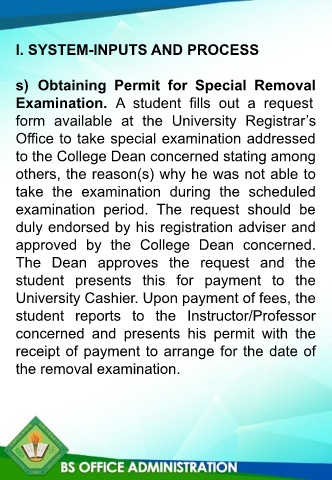 I. SYSTEM-INPUTS AND PROCESS
s) Obtaining Permit for Special Removal
Examination. A student fills out a request
form available at the University Registrar's
Office to take special examination addressed
to the College Dean concerned stating among
others, the reason(s) why he was not able to
take the examination during the scheduled
examination period. The request should be
duly endorsed by his registration adviser and
approved by the College Dean concerned.
The Dean approves the request and the
student presents this for payment to the
University Cashier. Upon payment of fees, the
student reports to the Instructor/Professor
concerned and presents his permit with the
receipt of payment to arrange for the date of
the removal examination.
BS OFFICE ADMINISTRATION